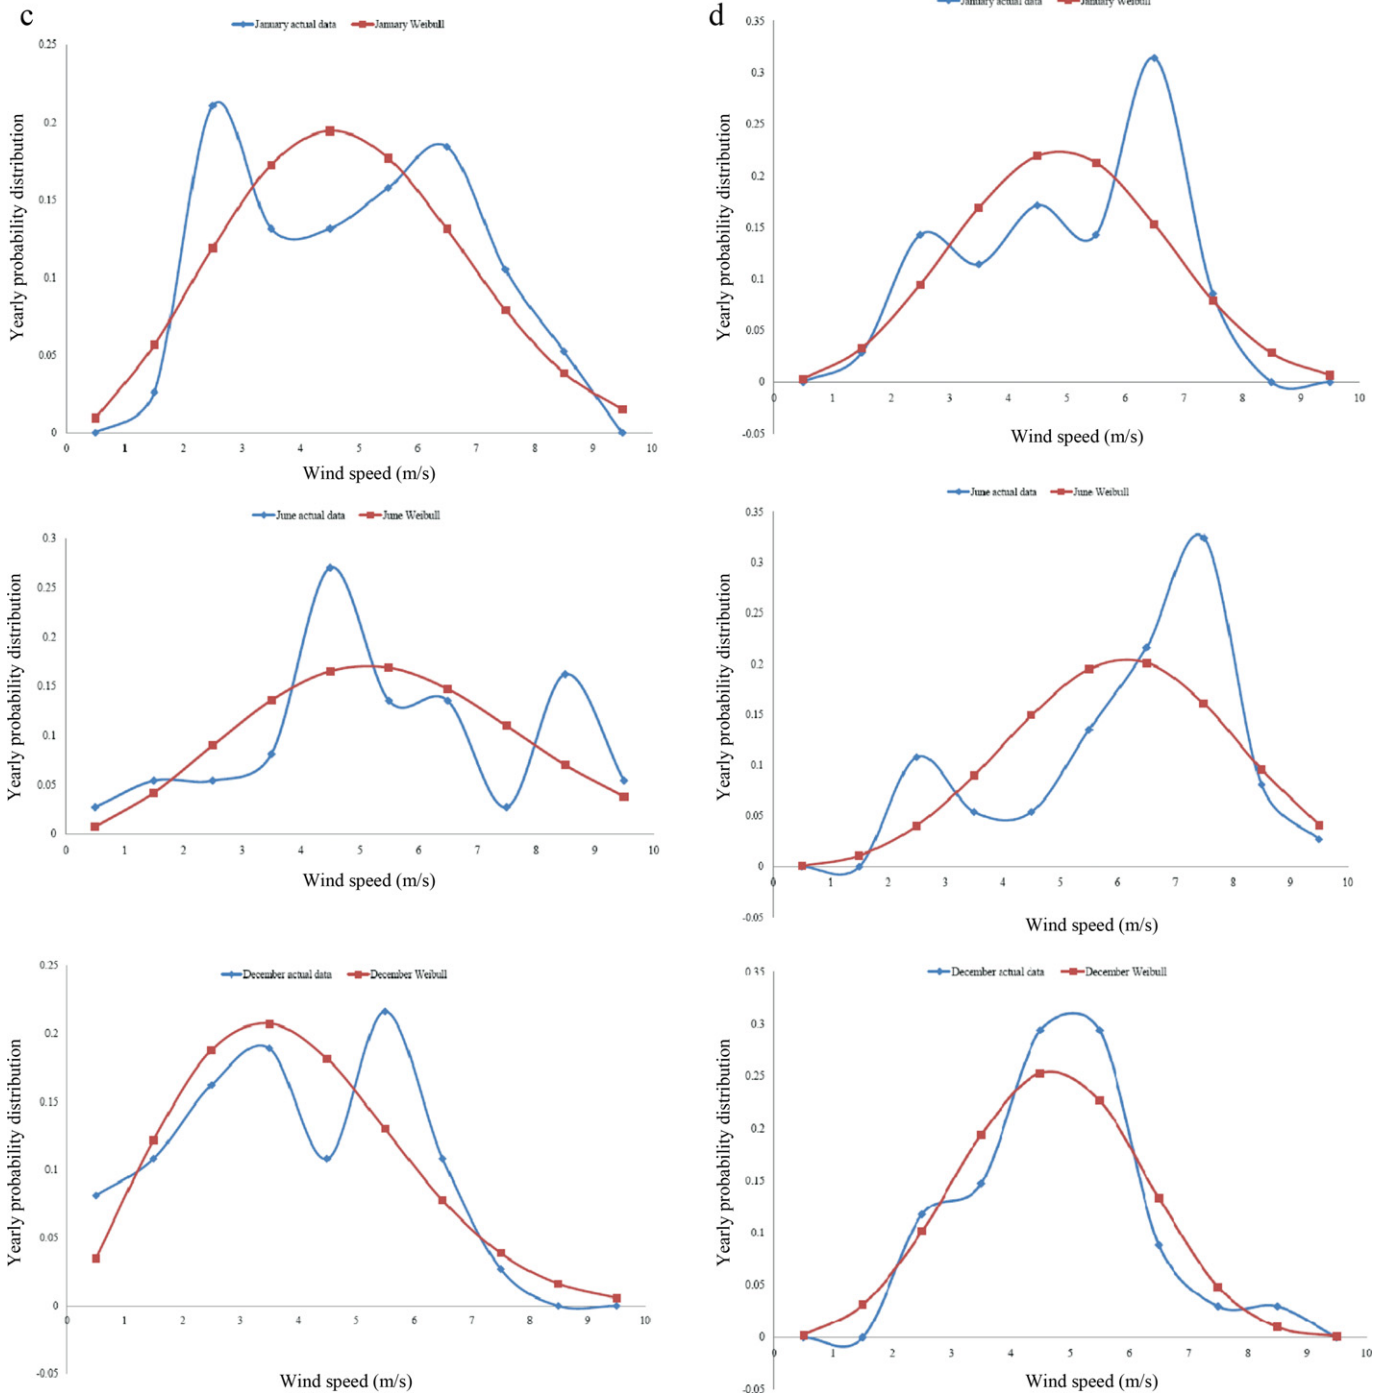 c
January actual data January Weibull
0.25
0.2
0.15
0.1
0.05
0
Yearly probability distribution
0 1 2 3 4 5 6 7 8 9 10
Wind speed (m/s)
d
January actual data January Weibull
0.35
0.3
0.25
0.2
0.15
0.1
0.05
0
-0.05
Yearly probability distribution
0 1 2 3 4 5 6 7 8 9 10
Wind speed (m/s)
June actual data June Weibull
0.3
0.25
0.2
0.15
0.1
0.05
0
Yearly probability distribution
0 1 2 3 4 5 6 7 8 9 10
Wind speed (m/s)
June actual data June Weibull
0.35
0.3
0.25
0.2
0.15
0.1
0.05
0
-0.05
Yearly probability distribution
0 1 2 3 4 5 6 7 8 9 10
Wind speed (m/s)
December actual data December Weibull
0.25
0.2
0.15
0.1
0.05
0
-0.05
Yearly probability distribution
0 1 2 3 4 5 6 7 8 9 10
Wind speed (m/s)
December actual data December Weibull
0.35
0.3
0.25
0.2
0.15
0.1
0.05
0
-0.05
Yearly probability distribution
0 1 2 3 4 5 6 7 8 9 10
Wind speed (m/s)